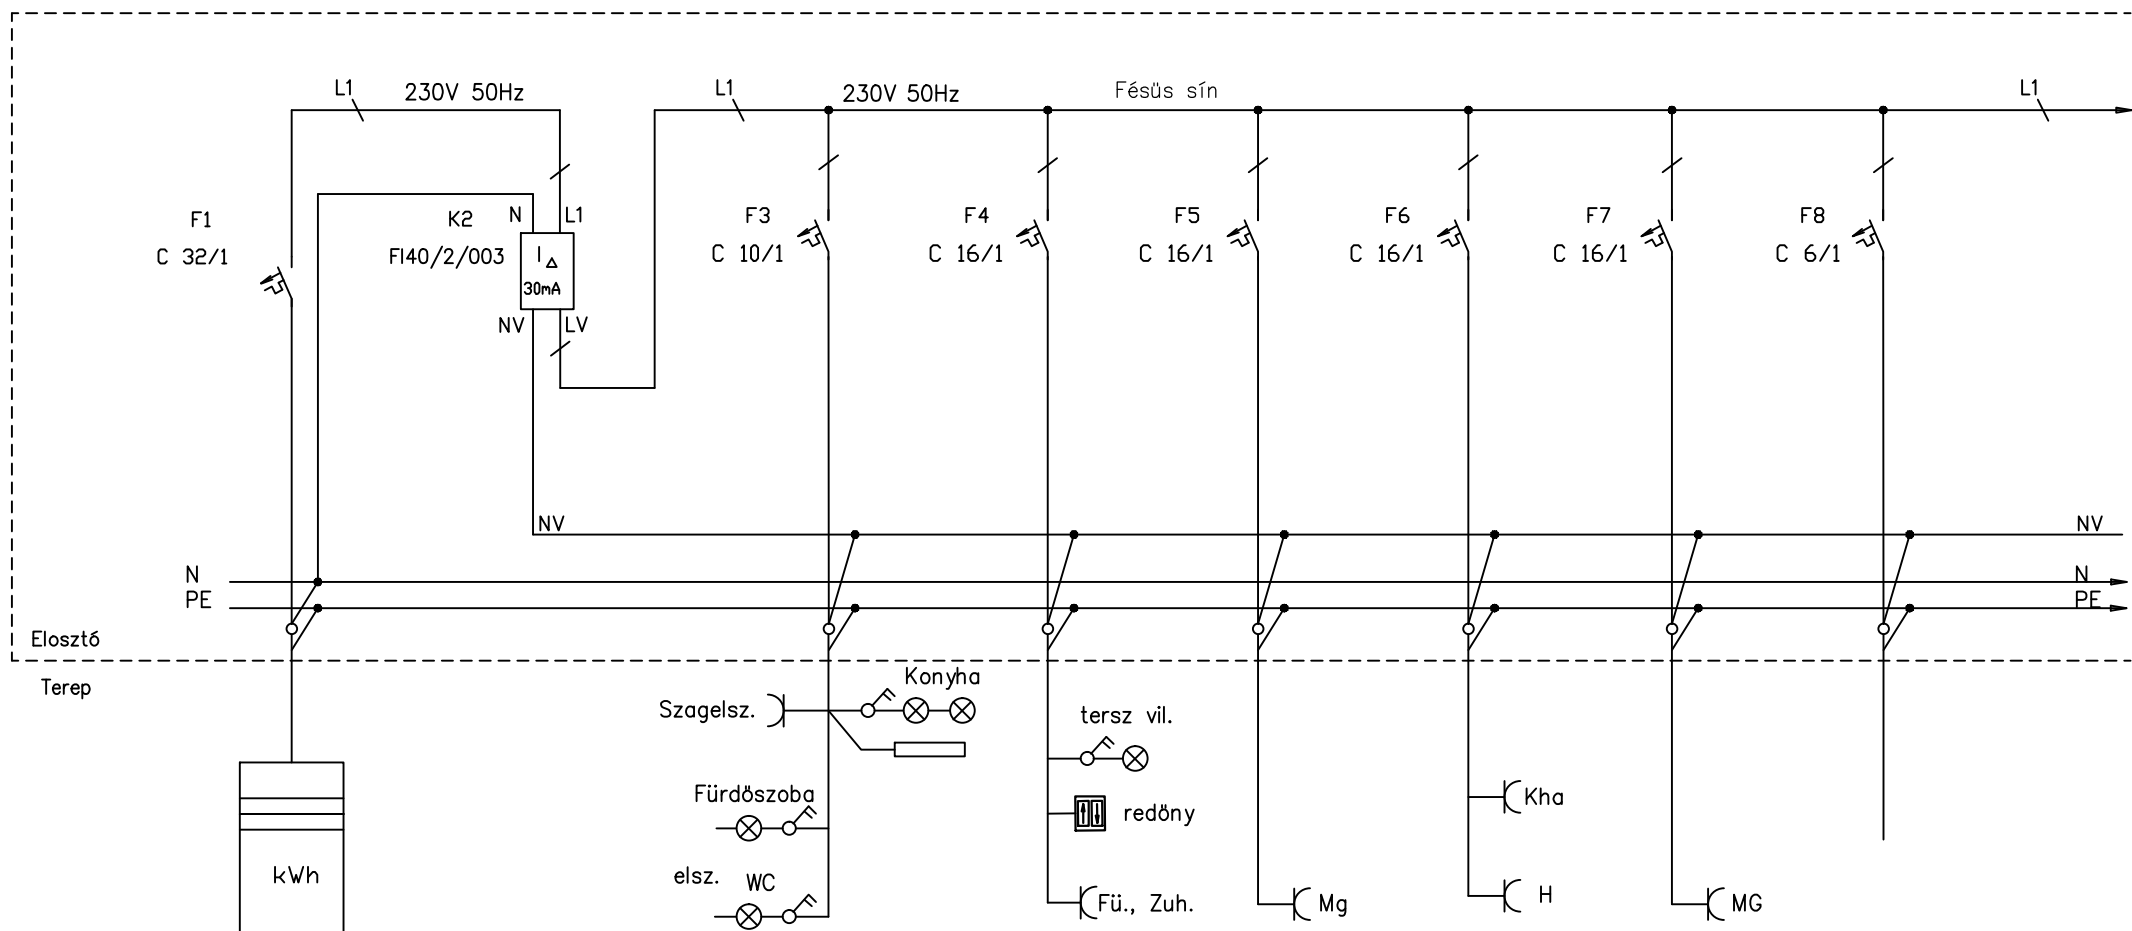 L1 230V 50Hz L1 230V 50Hz Fésüs sín L1
F1 K2 N L1 F3 F4 F5 F6 F7 F8
C 32/1 FI40/2/003 I△ C 10/1 C 16/1 C 16/1 C 16/1 C 16/1 C 6/1
30mA
NV LV
NV NV
N N
PE PE
Elosztó
Terep
Konyha
Szagelsz.
tersz vil.
Fürdőszoba
redőny
Kha
kWh
elsz. WC
Fü., Zuh. Mg H MG